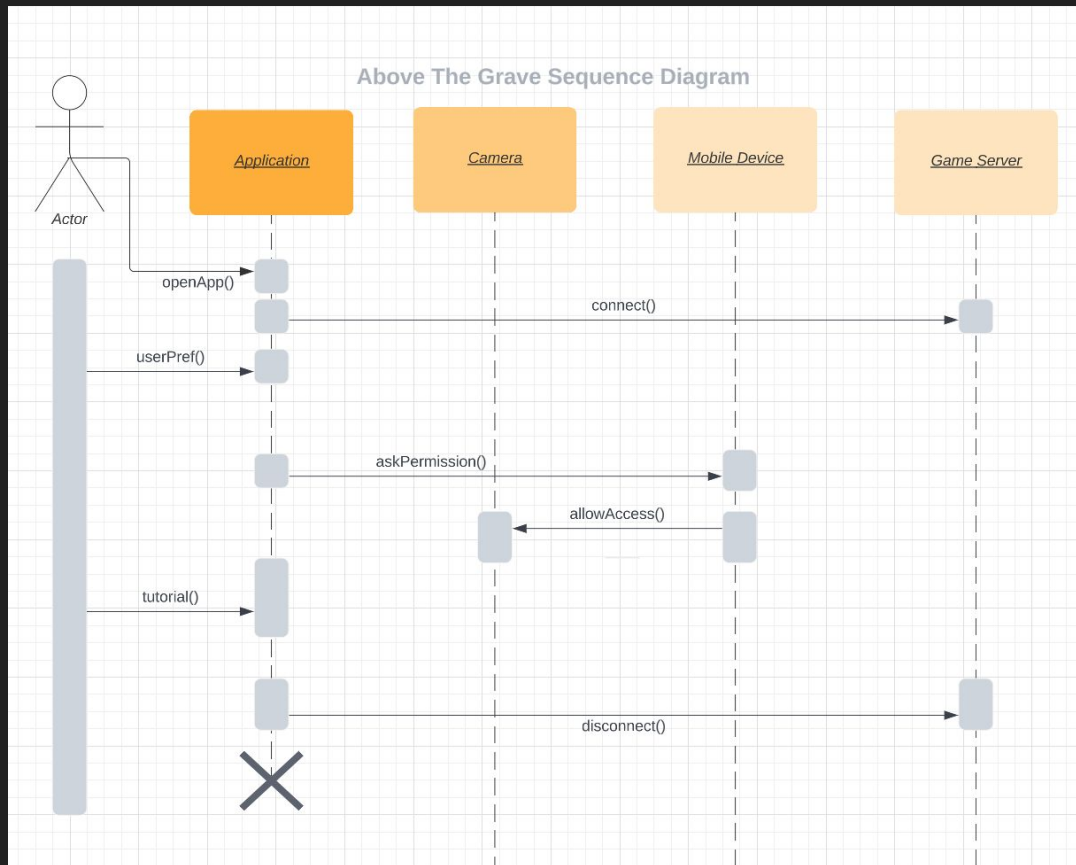 Above The Grave Sequence Diagram
Application
Camera
Mobile Device
Game Server
Actor
openApp()
connect()
userPref()
askPermission()
allowAccess()
tutorial()
disconnect()